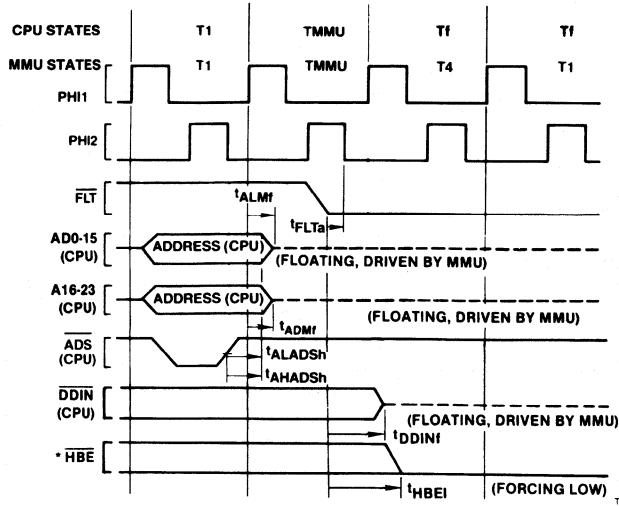 CPU STATES T1 TMMU Tf Tf
MMU STATES T1 TMMU T4 T1
PHI1
PHI2
FLT
tALMf
tFLTa
AD0-15
(CPU)
ADDRESS (CPU)
(FLOATING, DRIVEN BY MMU)
A16-23
(CPU)
ADDRESS (CPU)
(FLOATING, DRIVEN BY MMU)
tADMf
ADS
(CPU)
tALADSh
tAHADSh
DDIN
(CPU)
(FLOATING, DRIVEN BY MMU)
tDDINf
* HBE
tHBEI
(FORCING LOW)
T